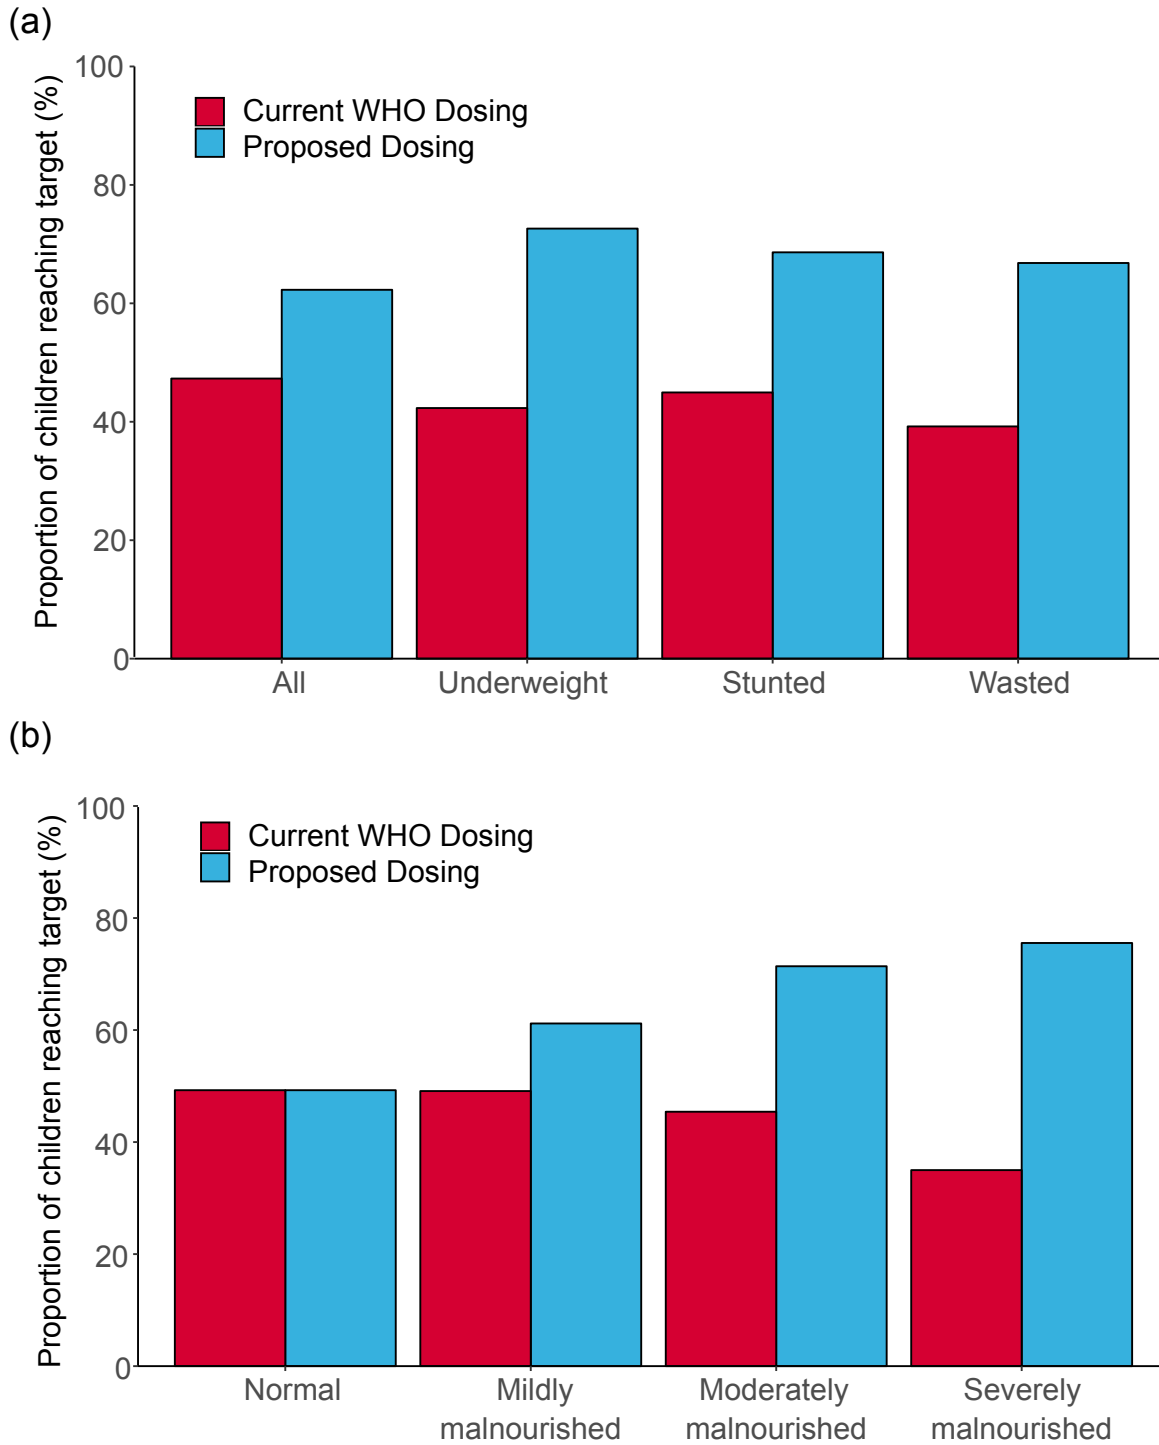 (a)
Proportion of children reaching target (%)
100
80
60
40
20
0
Current WHO Dosing
Proposed Dosing
All Underweight Stunted Wasted
(b)
Proportion of children reaching target (%)
100
80
60
40
20
0
Current WHO Dosing
Proposed Dosing
Normal Mildly Moderately Severely
malnourished malnourished malnourished